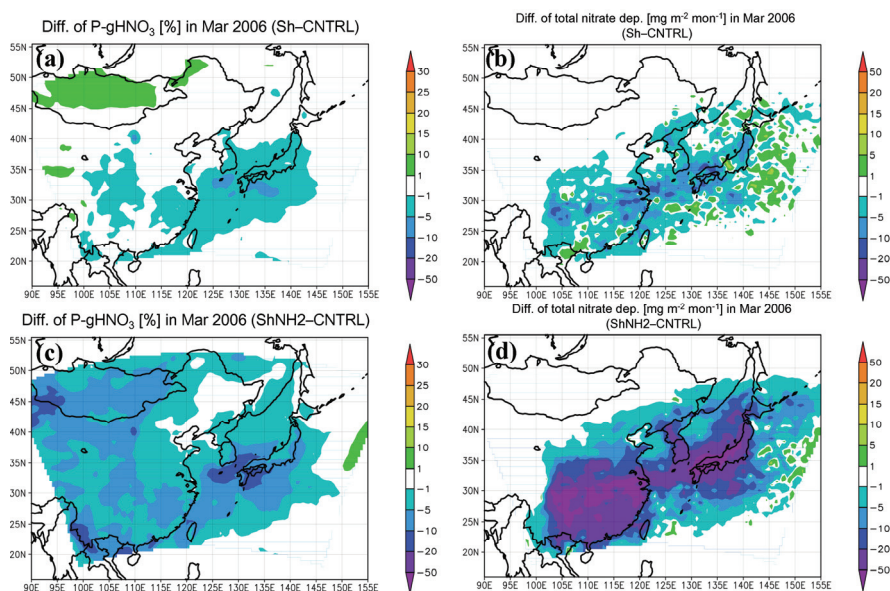 Diff. of P-gHNO₃ [%] in Mar 2006 (Sh–CNTRL)
(a)
55N
50N
45N
40N
35N
30N
25N
20N
90E 95E 100E 105E 110E 115E 120E 125E 130E 135E 140E 145E 150E 155E
30
20
15
10
5
1
−1
−5
−10
−20
−50
Diff. of total nitrate dep. [mg m⁻² mon⁻¹] in Mar 2006
(Sh–CNTRL)
(b)
55N
50N
45N
40N
35N
30N
25N
20N
90E 95E 100E 105E 110E 115E 120E 125E 130E 135E 140E 145E 150E 155E
50
20
15
10
5
1
−1
−5
−10
−20
−50
Diff. of P-gHNO₃ [%] in Mar 2006 (ShNH2–CNTRL)
(c)
55N
50N
45N
40N
35N
30N
25N
20N
90E 95E 100E 105E 110E 115E 120E 125E 130E 135E 140E 145E 150E 155E
30
20
15
10
5
1
−1
−5
−10
−20
−50
Diff. of total nitrate dep. [mg m⁻² mon⁻¹] in Mar 2006
(ShNH2–CNTRL)
(d)
55N
50N
45N
40N
35N
30N
25N
20N
90E 95E 100E 105E 110E 115E 120E 125E 130E 135E 140E 145E 150E 155E
50
20
15
10
5
1
−1
−5
−10
−20
−50